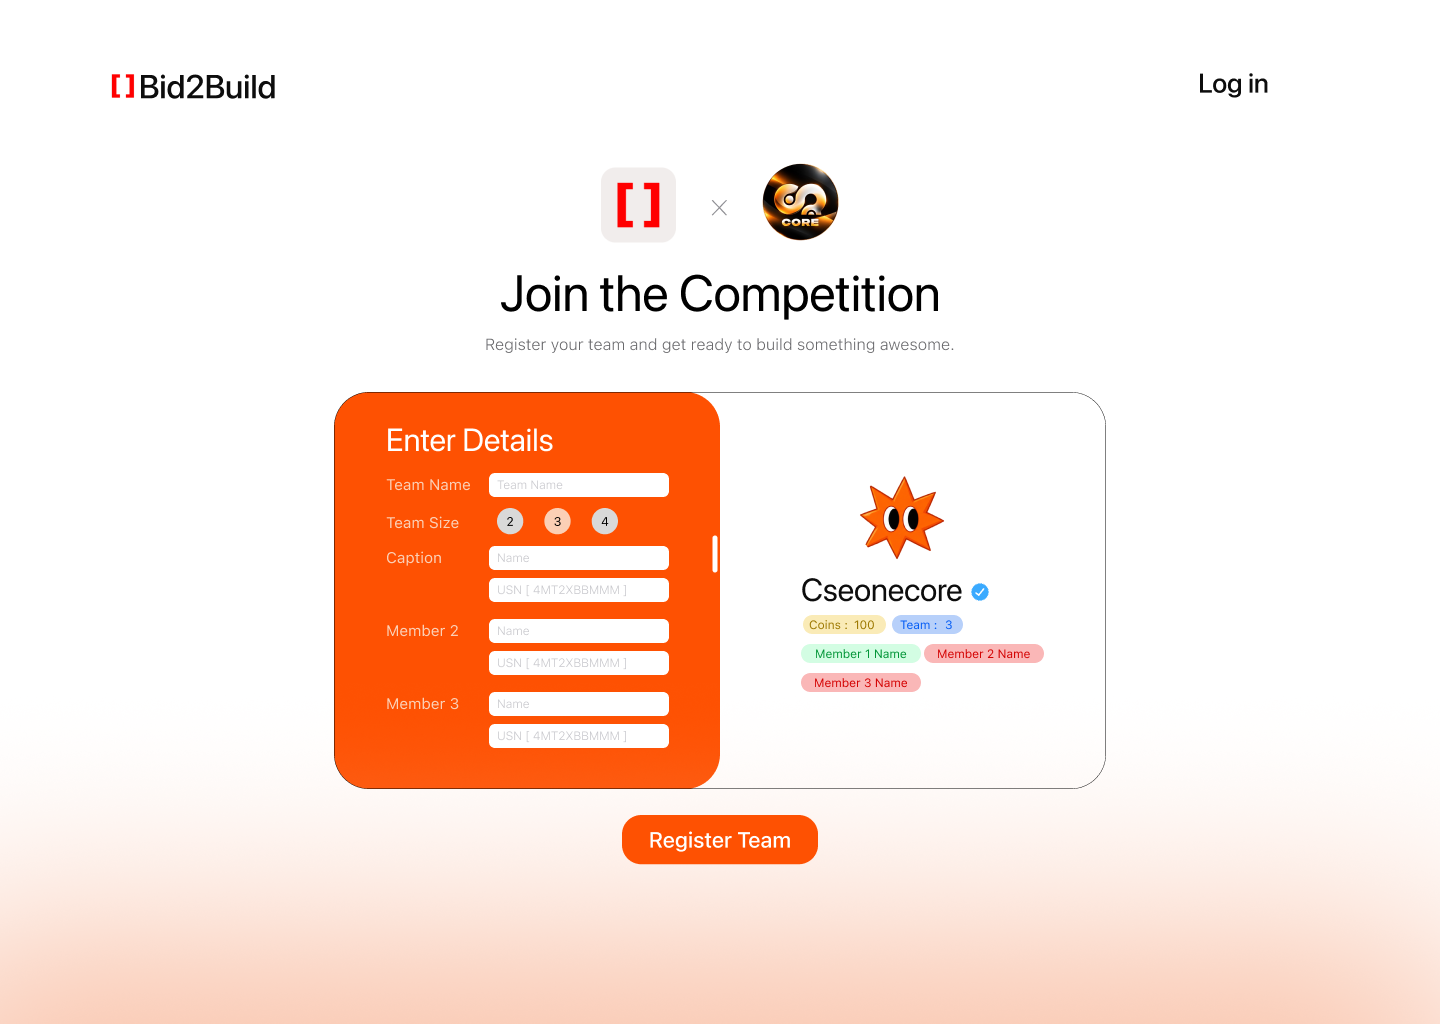 [ ] Bid2Build
Log in
[ ]
CORE
Join the Competition
Register your team and get ready to build something awesome.
Enter Details
Team Name
Team Name
Team Size
2 3 4
Caption
Name
USN [ 4MT2XBBMMM ]
Member 2
Name
USN [ 4MT2XBBMMM ]
Member 3
Name
USN [ 4MT2XBBMMM ]
Cseonecore
Coins : 100
Team : 3
Member 1 Name
Member 2 Name
Member 3 Name
Register Team